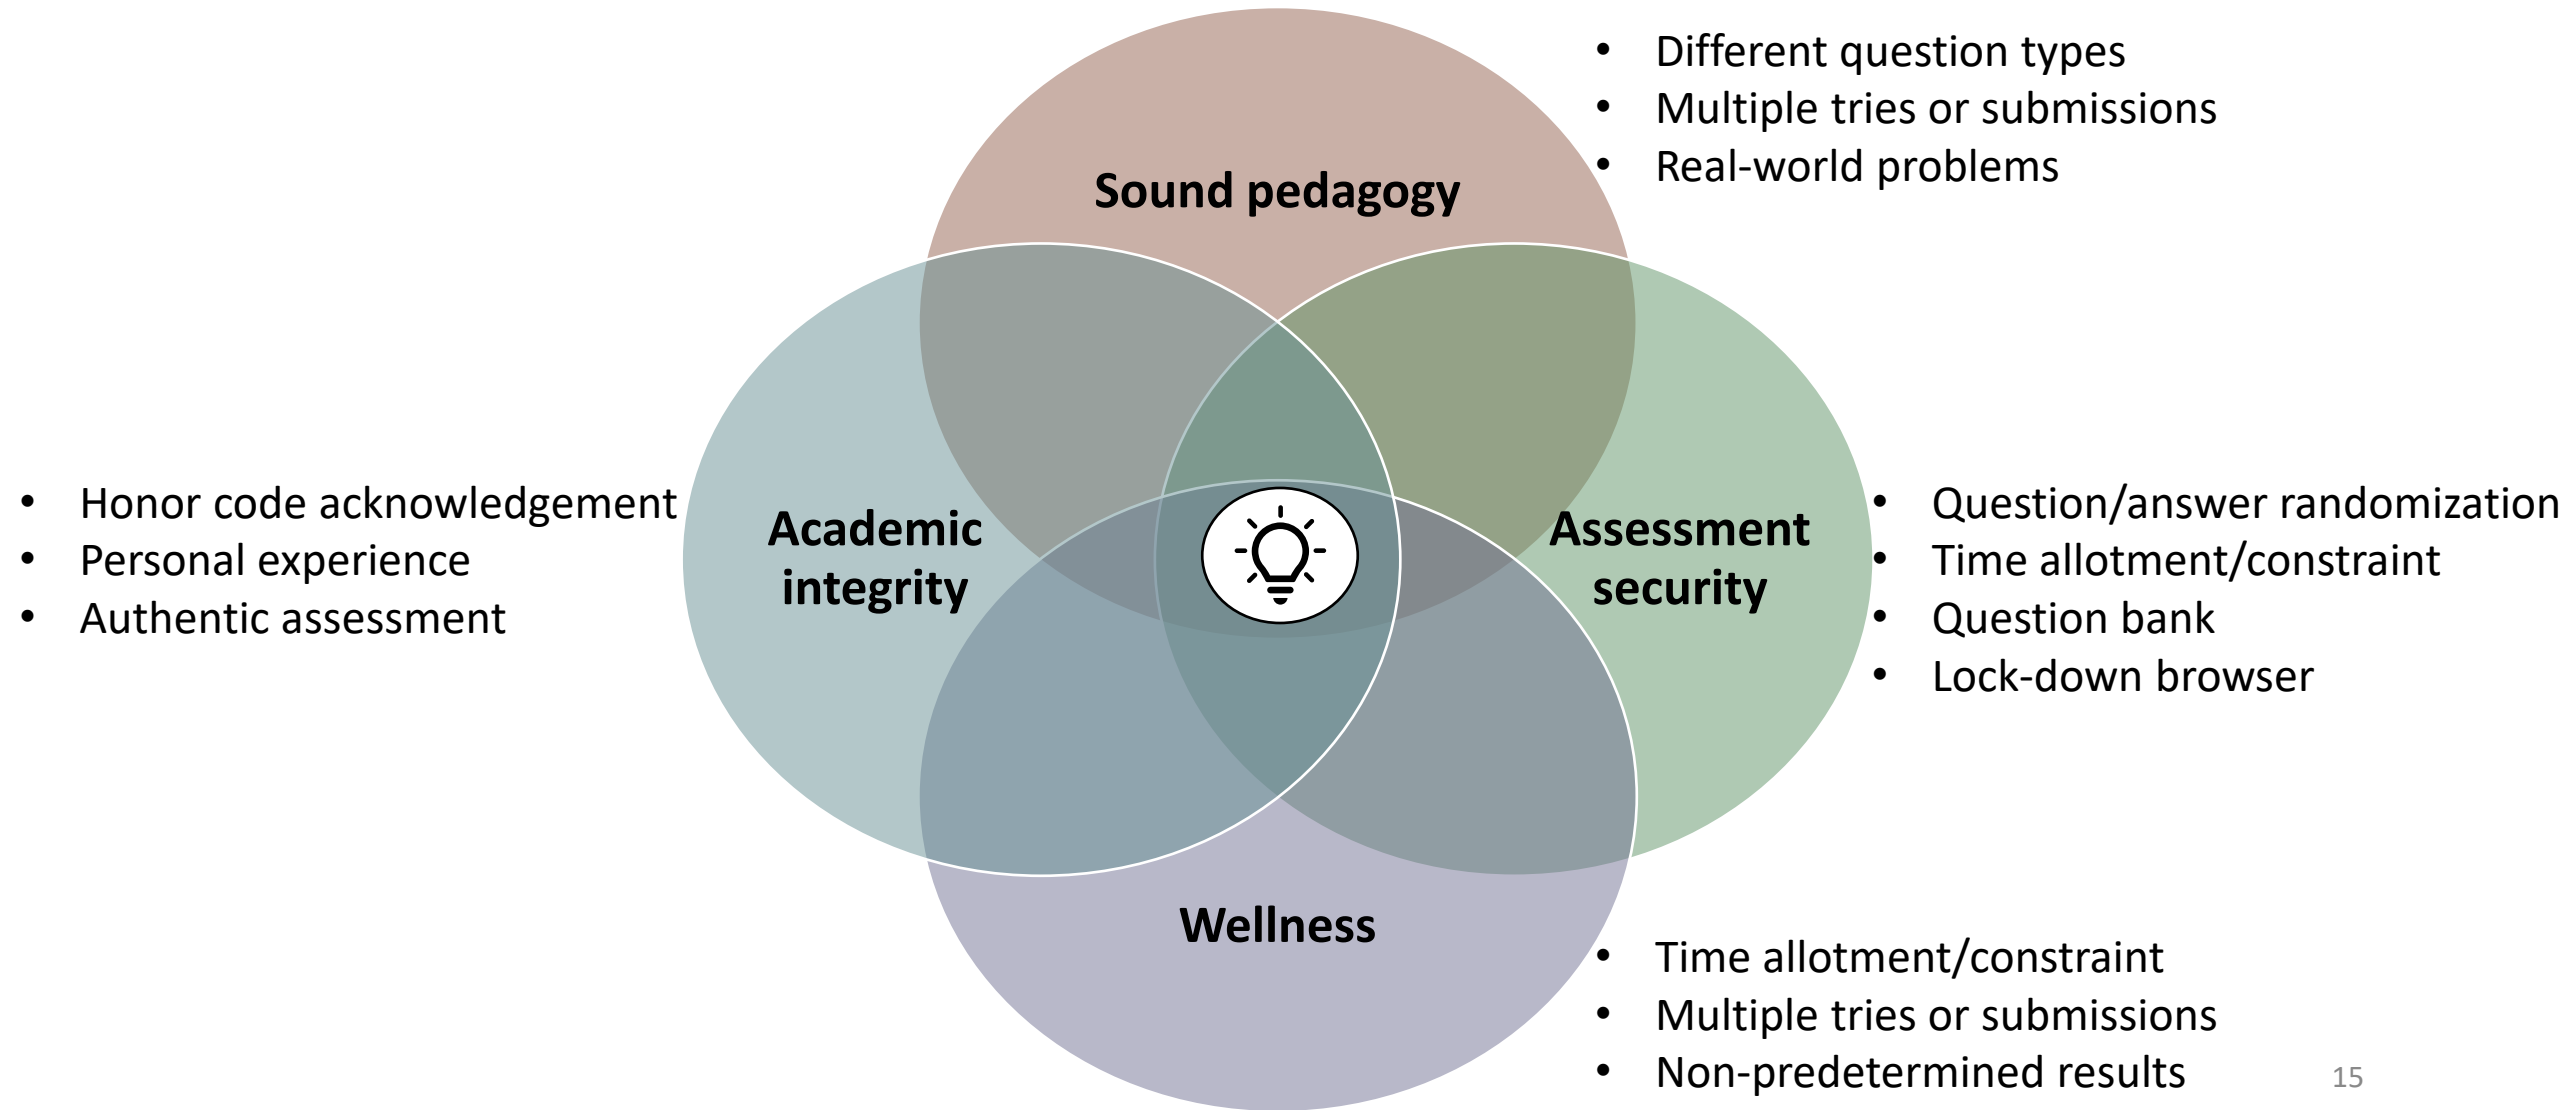 • Different question types
• Multiple tries or submissions
• Real-world problems
Sound pedagogy
• Honor code acknowledgement
• Personal experience
• Authentic assessment
Academic
integrity
Assessment
security
• Question/answer randomization
• Time allotment/constraint
• Question bank
• Lock-down browser
Wellness
• Time allotment/constraint
• Multiple tries or submissions
• Non-predetermined results
15